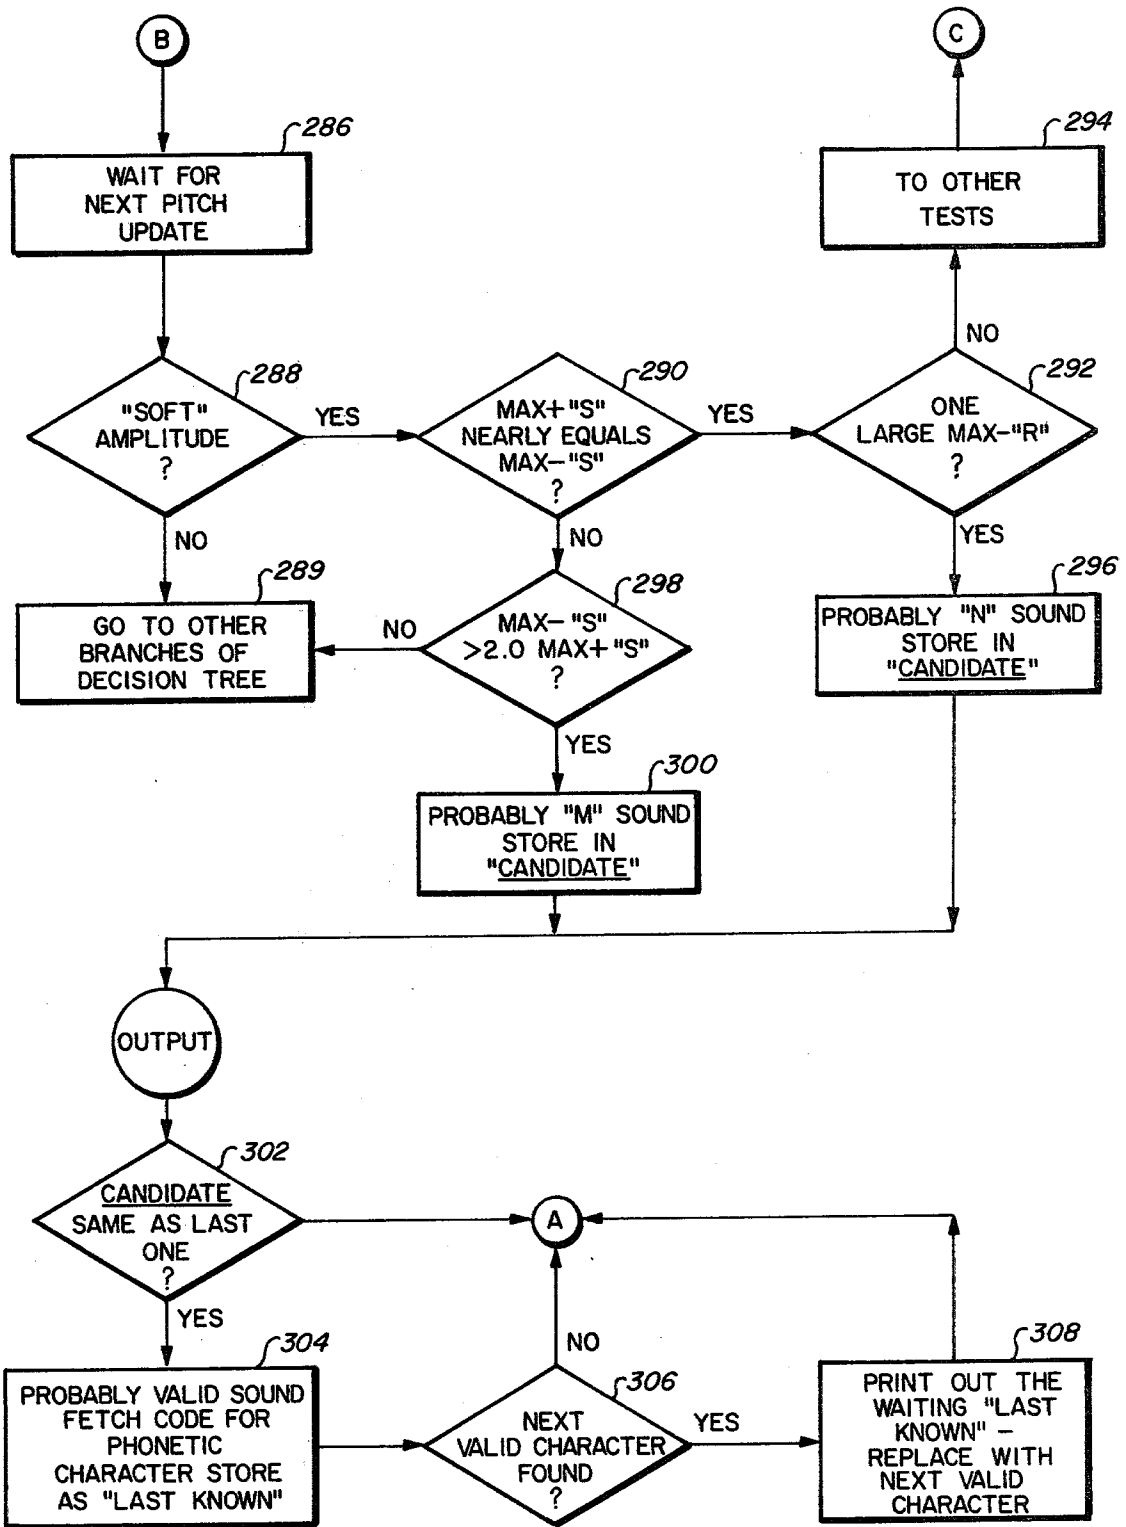 B
C
286
WAIT FOR
NEXT PITCH
UPDATE
294
TO OTHER
TESTS
NO
288
"SOFT"
AMPLITUDE
?
YES
290
MAX+"S"
NEARLY EQUALS
MAX-"S"
?
YES
292
ONE
LARGE MAX-"R"
?
NO
NO
YES
289
GO TO OTHER
BRANCHES OF
DECISION TREE
NO
298
MAX-"S"
>2.0 MAX+"S"
?
296
PROBABLY "N" SOUND
STORE IN
"CANDIDATE"
YES
300
PROBABLY "M" SOUND
STORE IN
"CANDIDATE"
OUTPUT
302
CANDIDATE
SAME AS LAST
ONE
?
A
YES
NO
304
PROBABLY VALID SOUND
FETCH CODE FOR
PHONETIC
CHARACTER STORE
AS "LAST KNOWN"
306
NEXT
VALID CHARACTER
FOUND
?
YES
308
PRINT OUT THE
WAITING "LAST
KNOWN" –
REPLACE WITH
NEXT VALID
CHARACTER